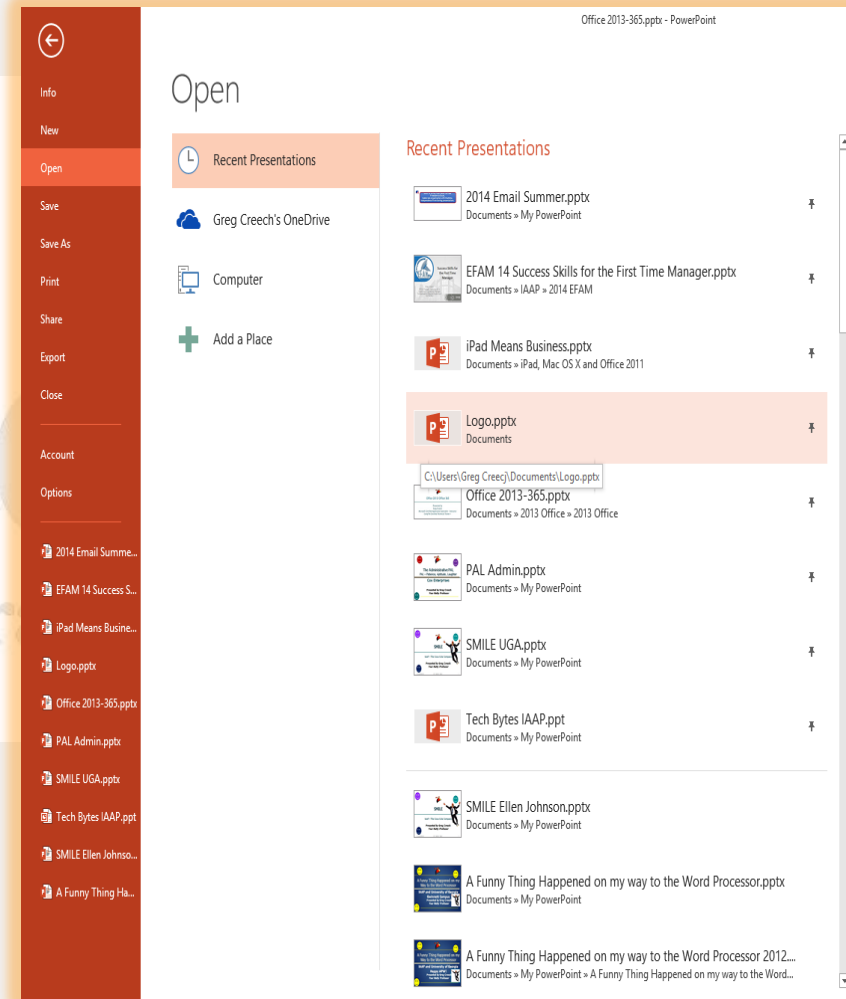 Office 2013-365.pptx - PowerPoint
Info
New
Open
Save
Save As
Print
Share
Export
Close
Account
Options
2014 Email Summe...
EFAM 14 Success S...
iPad Means Busine...
Logo.pptx
Office 2013-365.pptx
PAL Admin.pptx
SMILE UGA.pptx
Tech Bytes IAAP.ppt
SMILE Ellen Johnso...
A Funny Thing Ha...
Open
Recent Presentations
Greg Creech's OneDrive
Computer
Add a Place
Recent Presentations
2014 Email Summer.pptx
Documents » My PowerPoint
EFAM 14 Success Skills for the First Time Manager.pptx
Documents » IAAP » 2014 EFAM
iPad Means Business.pptx
Documents » iPad, Mac OS X and Office 2011
Logo.pptx
Documents
C:\Users\Greg Creecj\Documents\Logo.pptx
Office 2013-365.pptx
Documents » 2013 Office » 2013 Office
PAL Admin.pptx
Documents » My PowerPoint
SMILE UGA.pptx
Documents » My PowerPoint
Tech Bytes IAAP.ppt
Documents » My PowerPoint
SMILE Ellen Johnson.pptx
Documents » My PowerPoint
A Funny Thing Happened on my way to the Word Processor.pptx
Documents » My PowerPoint
A Funny Thing Happened on my way to the Word Processor 2012....
Documents » My PowerPoint » A Funny Thing Happened on my way to the Word...